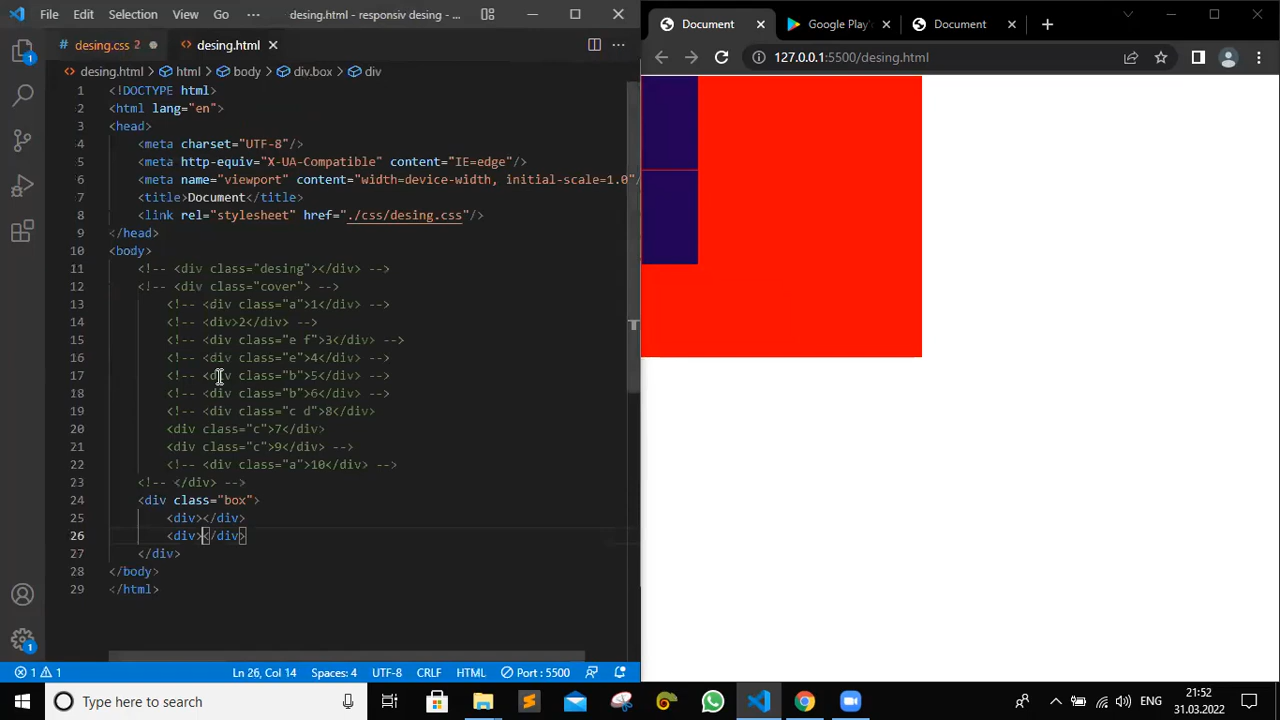 File Edit Selection View Go ··· desing.html - responsiv desing - ...
# desing.css 2 ● <> desing.html ×
<> desing.html > html > body > div.box > div
1 <!DOCTYPE html>
2 <html lang="en">
3 <head>
4 <meta charset="UTF-8"/>
5 <meta http-equiv="X-UA-Compatible" content="IE=edge"/>
6 <meta name="viewport" content="width=device-width, initial-scale=1.0"/
7 <title>Document</title>
8 <link rel="stylesheet" href="./css/desing.css"/>
9 </head>
10 <body>
11 <!-- <div class="desing"></div> -->
12 <!-- <div class="cover"> -->
13 <!-- <div class="a">1</div> -->
14 <!-- <div>2</div> -->
15 <!-- <div class="e f">3</div> -->
16 <!-- <div class="e">4</div> -->
17 <!-- <div class="b">5</div> -->
18 <!-- <div class="b">6</div> -->
19 <!-- <div class="c d">8</div>
20 <div class="c">7</div>
21 <div class="c">9</div> -->
22 <!-- <div class="a">10</div> -->
23 <!-- </div> -->
24 <div class="box">
25 <div></div>
26 <div></div>
27 </div>
28 </body>
29 </html>
1
1
1 1 Ln 26, Col 14 Spaces: 4 UTF-8 CRLF HTML Port : 5500
Document × Google Play' × Document × +
127.0.0.1:5500/desing.html
Type here to search
ENG
21:52
31.03.2022